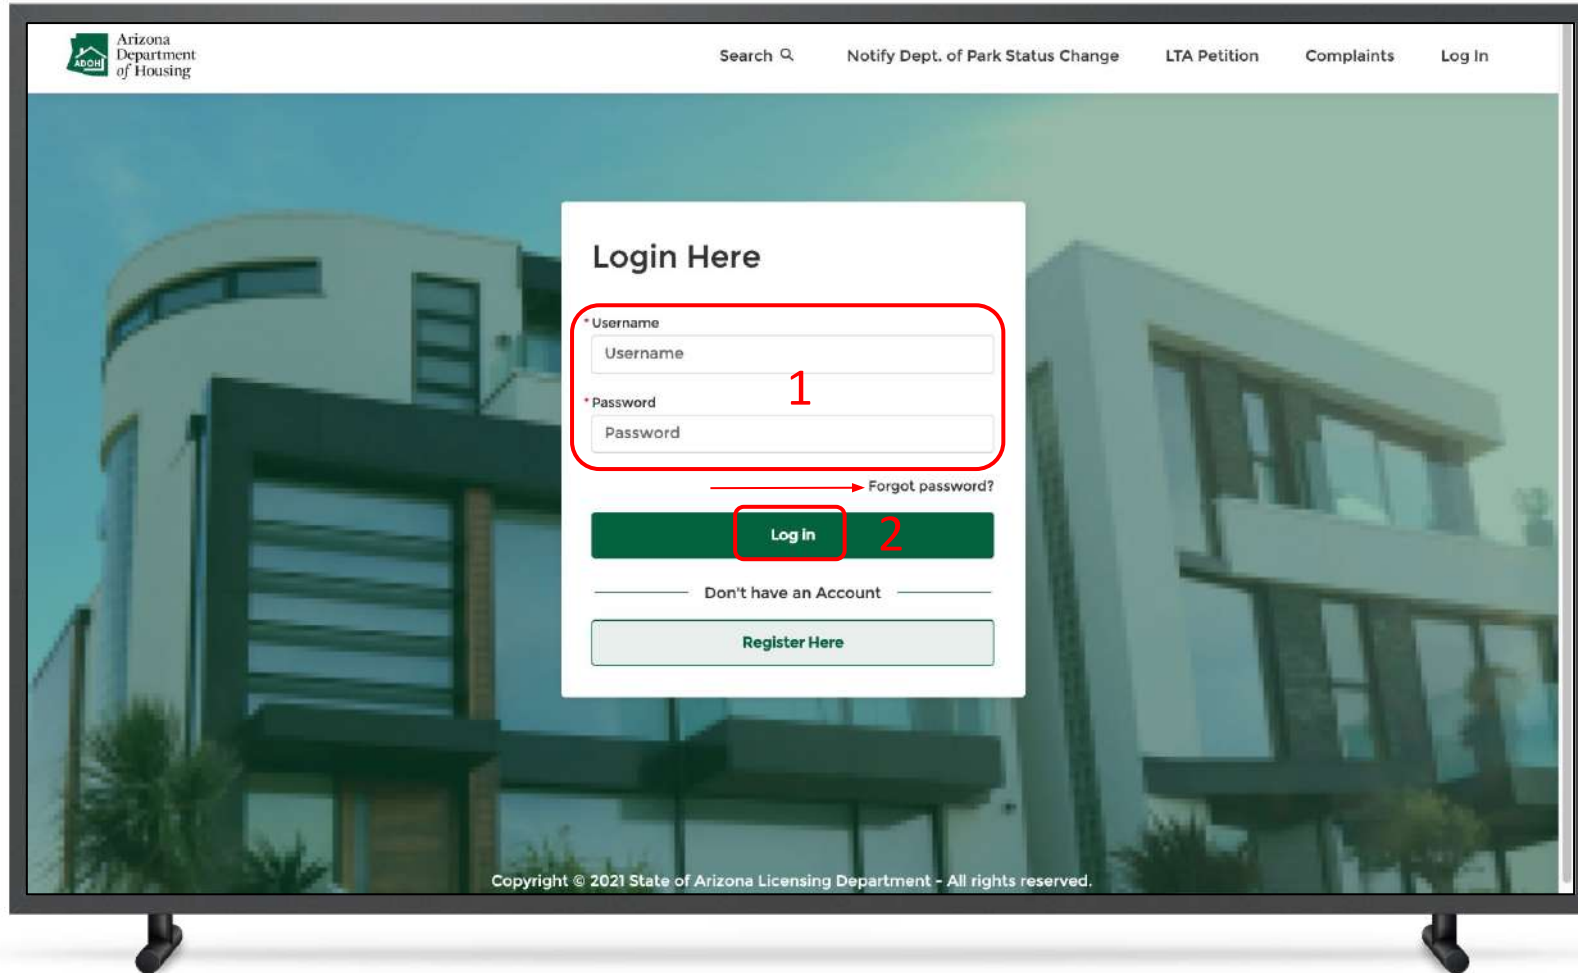 Arizona
Department
of Housing
ADOH
Search
Notify Dept. of Park Status Change
LTA Petition
Complaints
Log In
Login Here
*Username
Username
1
*Password
Password
Forgot password?
Log in
2
Don't have an Account
Register Here
Copyright © 2021 State of Arizona Licensing Department - All rights reserved.